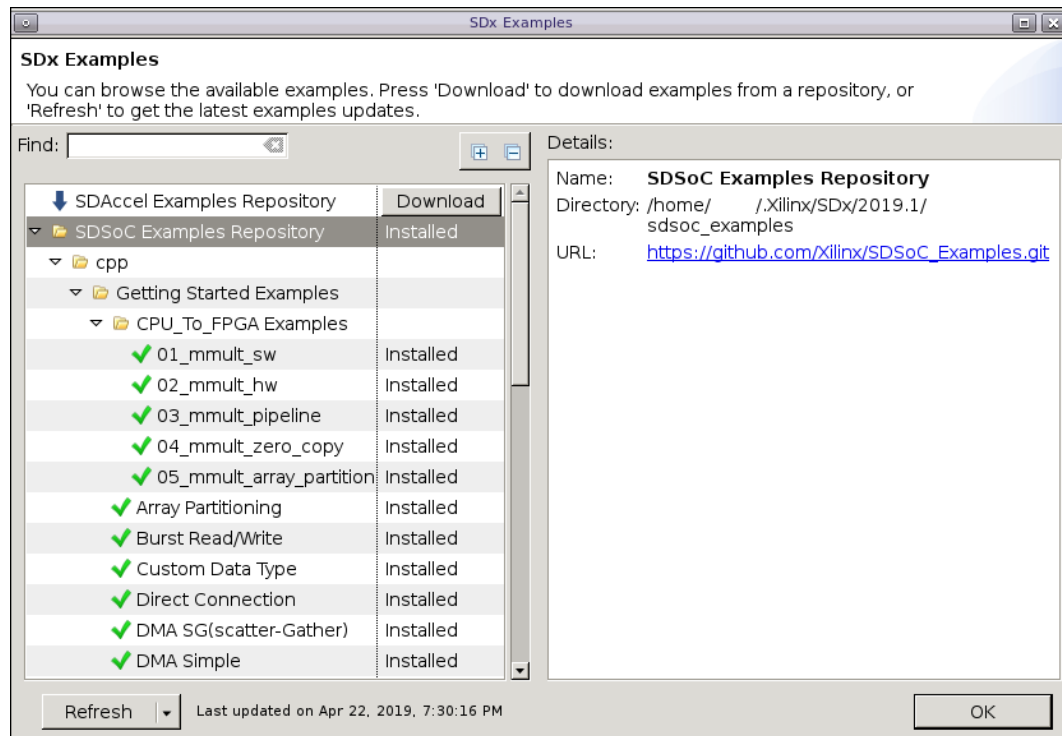 SDx Examples
SDx Examples
You can browse the available examples. Press 'Download' to download examples from a repository, or
'Refresh' to get the latest examples updates.
Find:
SDAccel Examples Repository Download
SDSoC Examples Repository Installed
cpp
Getting Started Examples
CPU_To_FPGA Examples
01_mmult_sw Installed
02_mmult_hw Installed
03_mmult_pipeline Installed
04_mmult_zero_copy Installed
05_mmult_array_partition Installed
Array Partitioning Installed
Burst Read/Write Installed
Custom Data Type Installed
Direct Connection Installed
DMA SG(scatter-Gather) Installed
DMA Simple Installed
Details:
Name: SDSoC Examples Repository
Directory: /home/ /.Xilinx/SDx/2019.1/
sdsoc_examples
URL: https://github.com/Xilinx/SDSoC_Examples.git
Refresh Last updated on Apr 22, 2019, 7:30:16 PM
OK